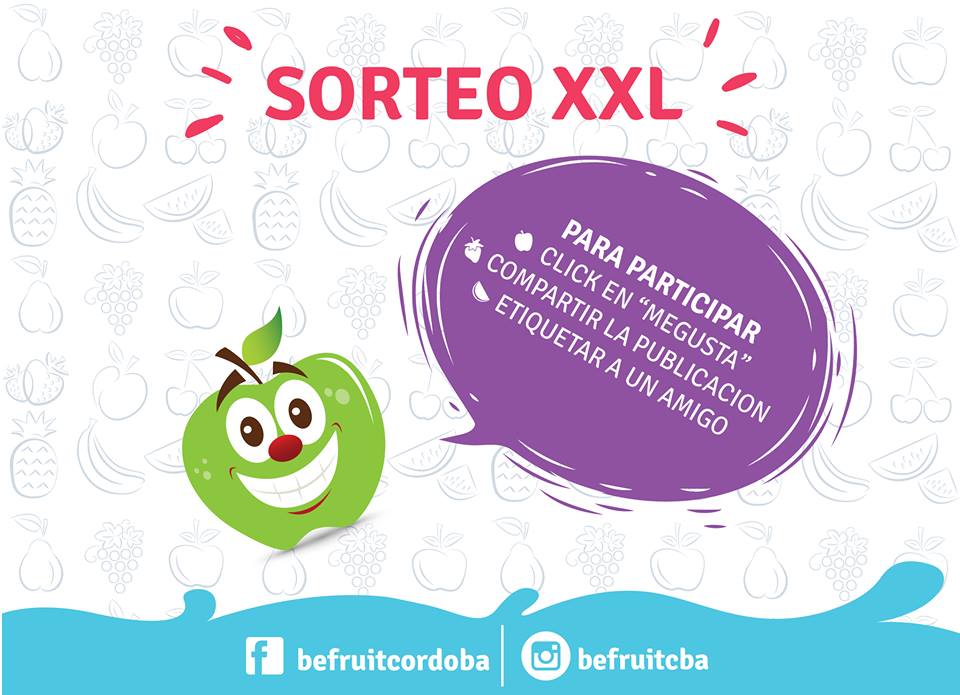 SORTEO XXL
PARA PARTICIPAR
CLICK EN “MEGUSTA”
COMPARTIR LA PUBLICACION
ETIQUETAR A UN AMIGO
befruitcordoba
befruitcba